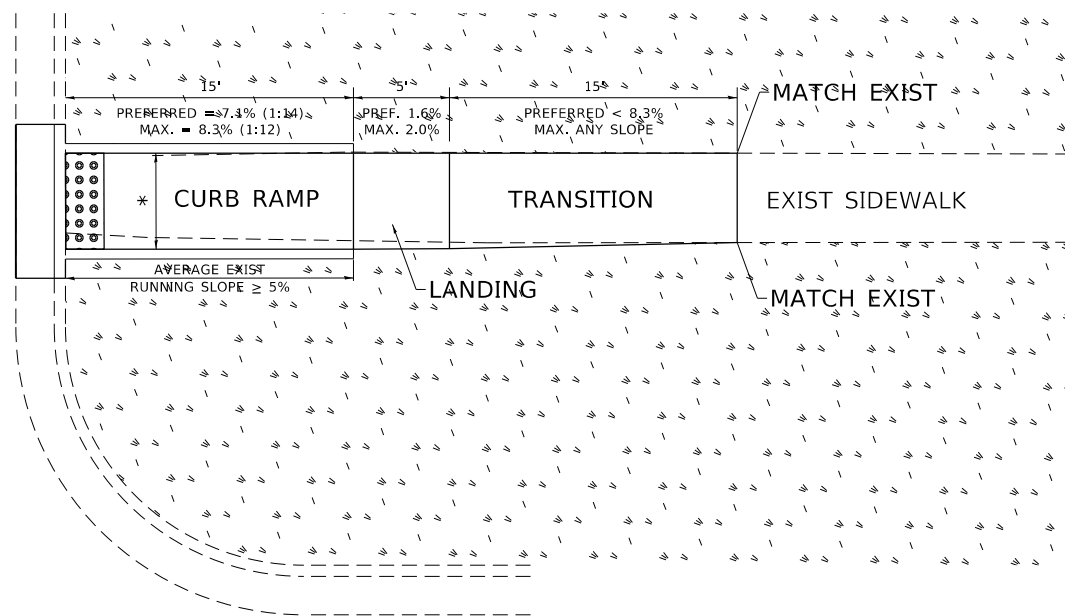 15' 5' 15'
PREFERRED = 7.1% (1:14) PREF. 1.6% PREFERRED < 8.3%
MAX. = 8.3% (1:12) MAX. 2.0% MAX. ANY SLOPE
MATCH EXIST
* CURB RAMP TRANSITION EXIST SIDEWALK
AVERAGE EXIST
RUNNING SLOPE ≥ 5%
LANDING
MATCH EXIST